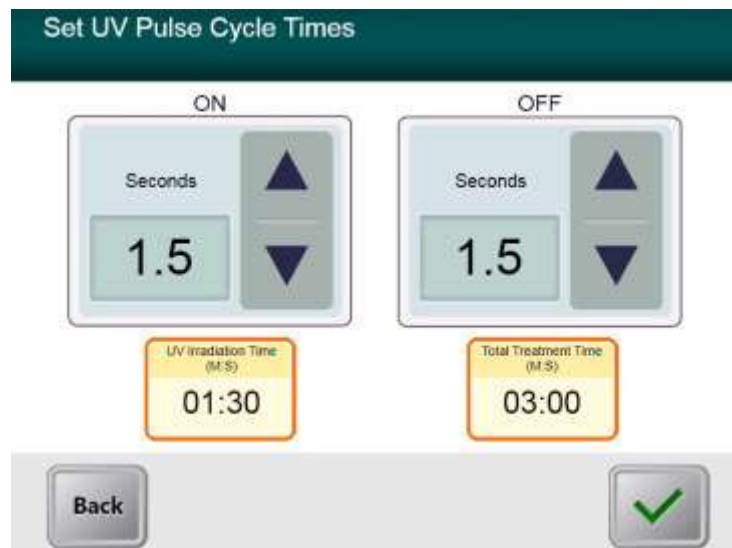 Set UV Pulse Cycle Times
ON
OFF
Seconds
1.5
Seconds
1.5
UV Irradiation Time
(M:S)
01:30
Total Treatment Time
(M:S)
03:00
Back